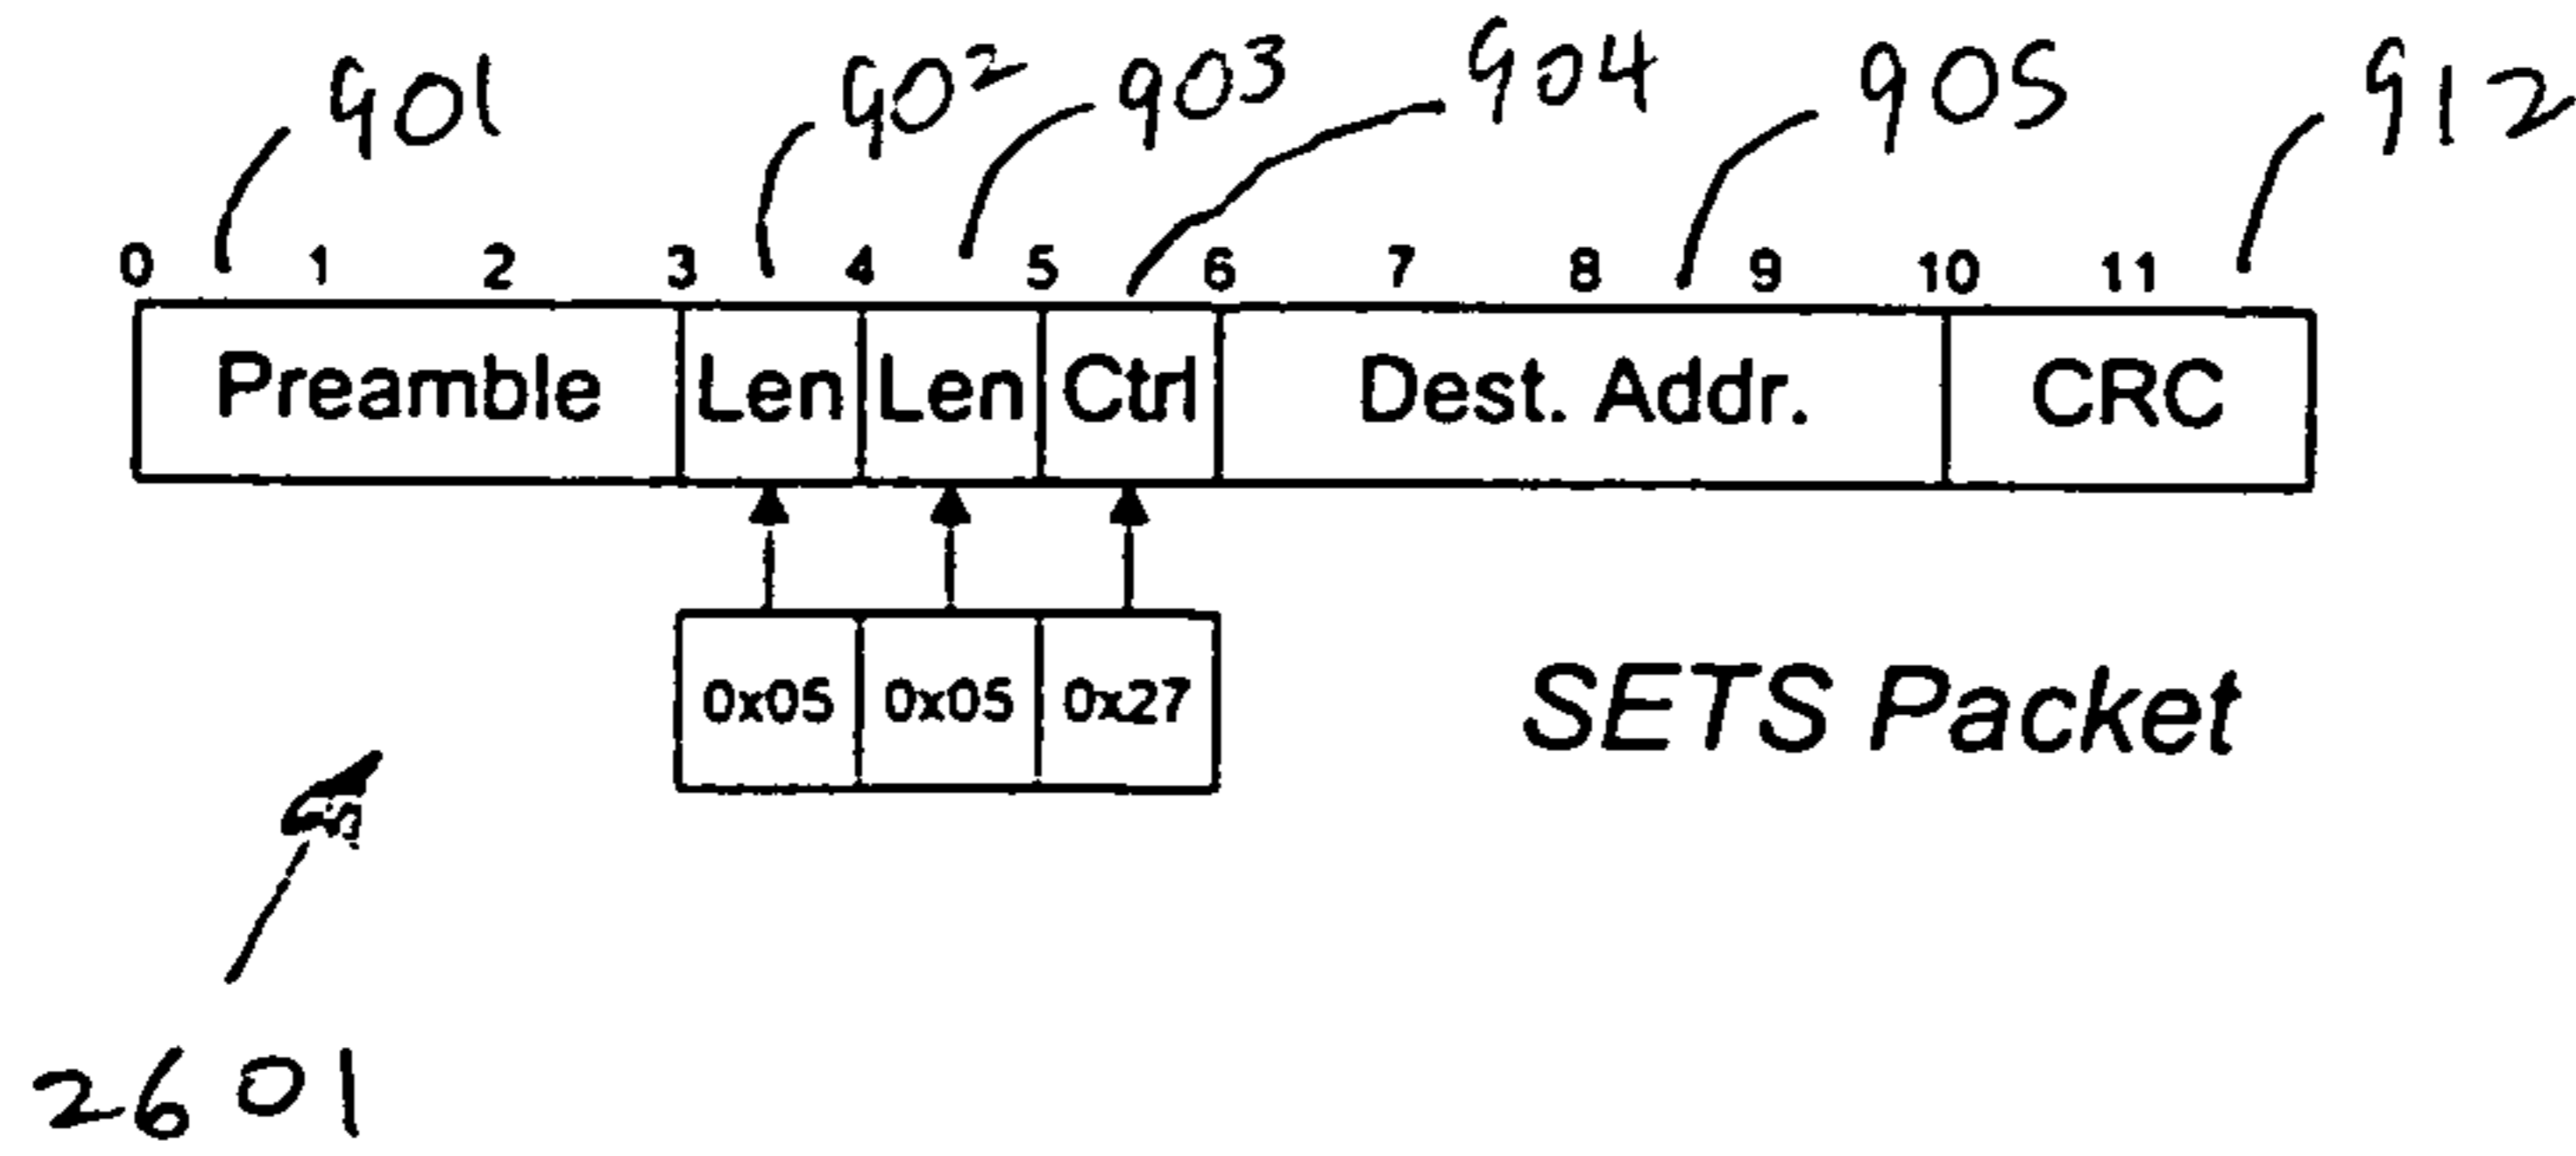 901 902 903 904 905 912
0 1 2 3 4 5 6 7 8 9 10 11
Preamble Len Len Ctrl Dest. Addr. CRC
0x05 0x05 0x27
SETS Packet
2601